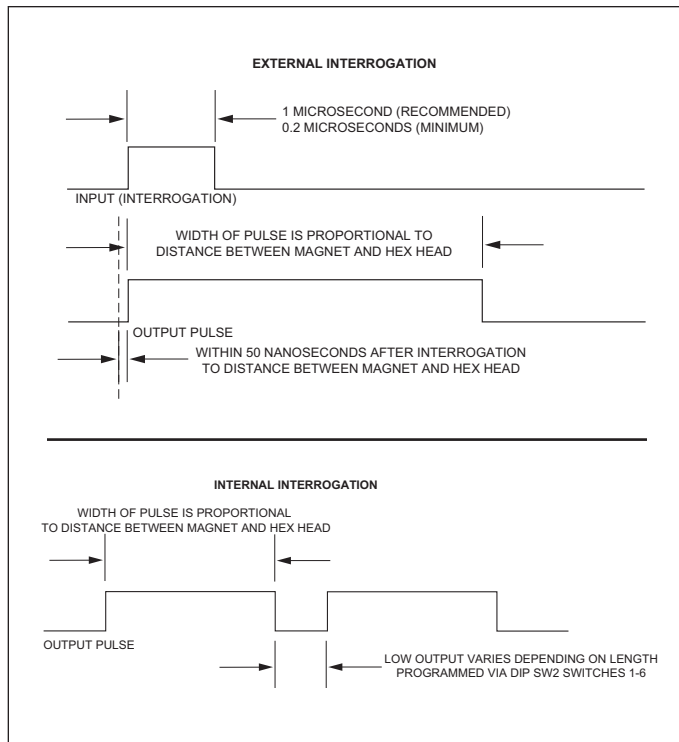 EXTERNAL INTERROGATION
1 MICROSECOND (RECOMMENDED)
0.2 MICROSECONDS (MINIMUM)
INPUT (INTERROGATION)
WIDTH OF PULSE IS PROPORTIONAL TO
DISTANCE BETWEEN MAGNET AND HEX HEAD
OUTPUT PULSE
WITHIN 50 NANOSECONDS AFTER INTERROGATION
TO DISTANCE BETWEEN MAGNET AND HEX HEAD
INTERNAL INTERROGATION
WIDTH OF PULSE IS PROPORTIONAL
TO DISTANCE BETWEEN MAGNET AND HEX HEAD
OUTPUT PULSE
LOW OUTPUT VARIES DEPENDING ON LENGTH
PROGRAMMED VIA DIP SW2 SWITCHES 1-6